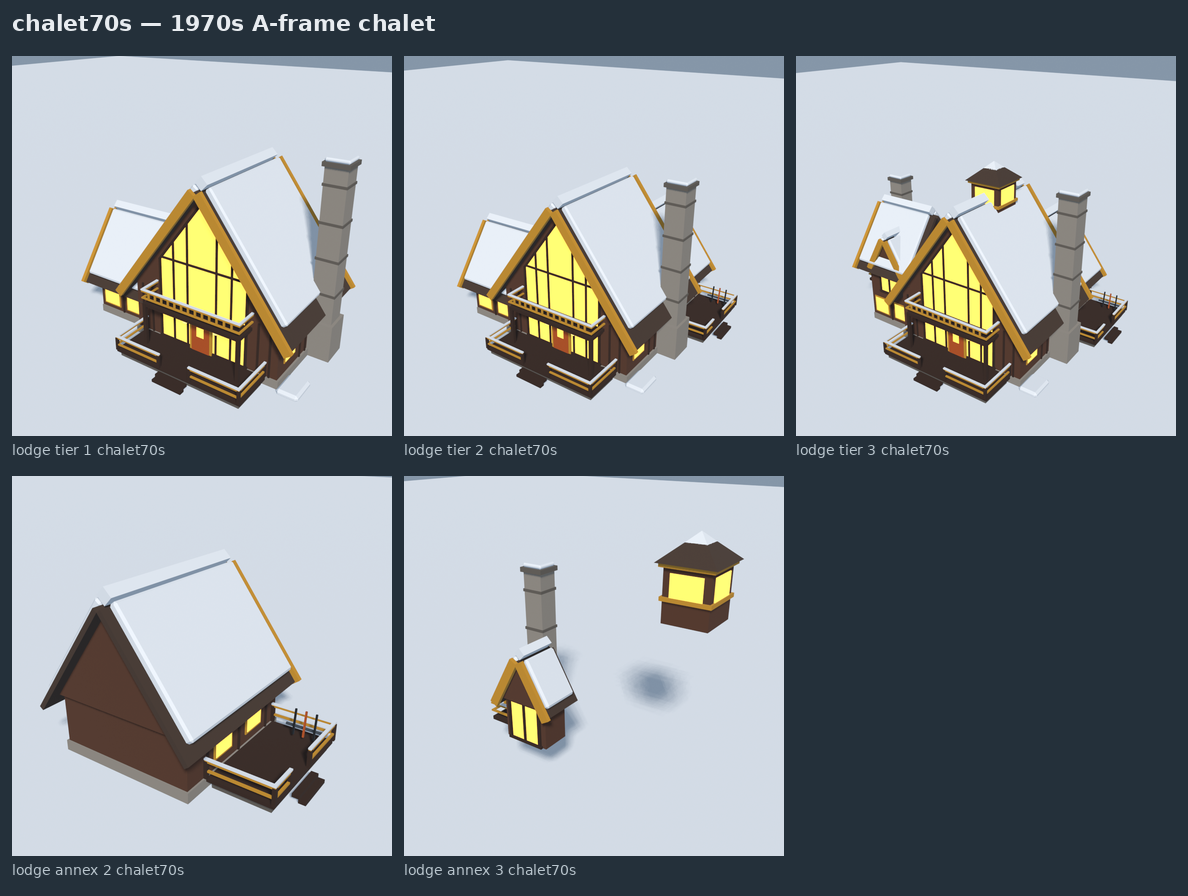 chalet70s — 1970s A-frame chalet
lodge tier 1 chalet70s
lodge tier 2 chalet70s
lodge tier 3 chalet70s
lodge annex 2 chalet70s
lodge annex 3 chalet70s